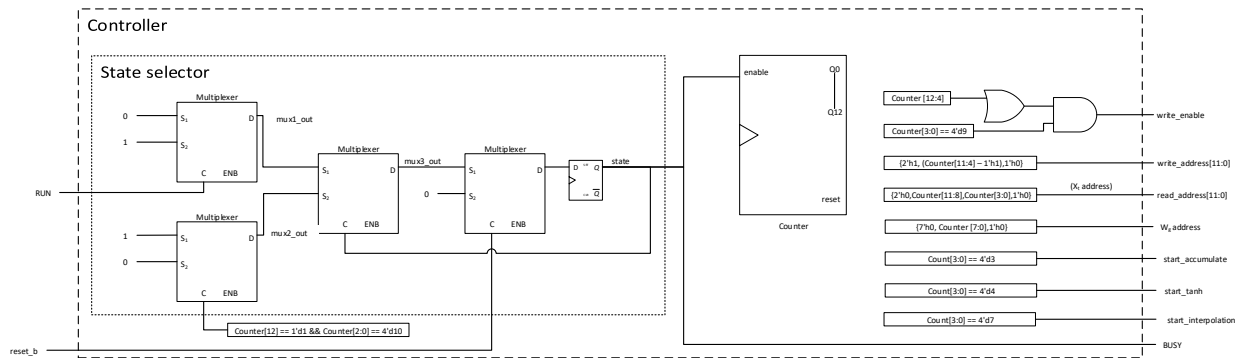 Controller
State selector
Multiplexer
0
S1
D
mux1_out
1
S2
C ENB
RUN
Multiplexer
1
S1
D
mux2_out
0
S2
C ENB
Counter[12] == 1'd1 && Counter[2:0] == 4'd10
reset_b
Multiplexer
S1
D
mux3_out
S2
C ENB
Multiplexer
S1
D
0
S2
C ENB
D Q
state
Q
enable
Q0
Q12
reset
Counter
Counter [12:4]
Counter[3:0] == 4'd9
write_enable
{2'h1, (Counter[11:4] – 1'h1),1'h0}
write_address[11:0]
{2'h0,Counter[11:8],Counter[3:0],1'h0}
(Xt address)
read_address[11:0]
{7'h0, Counter [7:0],1'h0}
Count[3:0] == 4'd3
start_accumulate
Count[3:0] == 4'd4
start_tanh
Count[3:0] == 4'd7
start_interpolation
BUSY